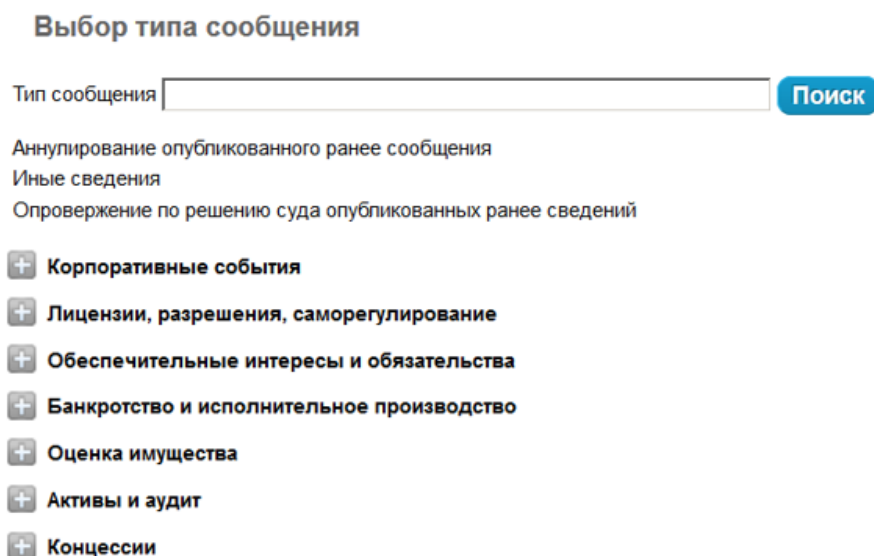 Выбор типа сообщения
Тип сообщения Поиск
Аннулирование опубликованного ранее сообщения
Иные сведения
Опровержение по решению суда опубликованных ранее сведений
Корпоративные события
Лицензии, разрешения, саморегулирование
Обеспечительные интересы и обязательства
Банкротство и исполнительное производство
Оценка имущества
Активы и аудит
Концессии